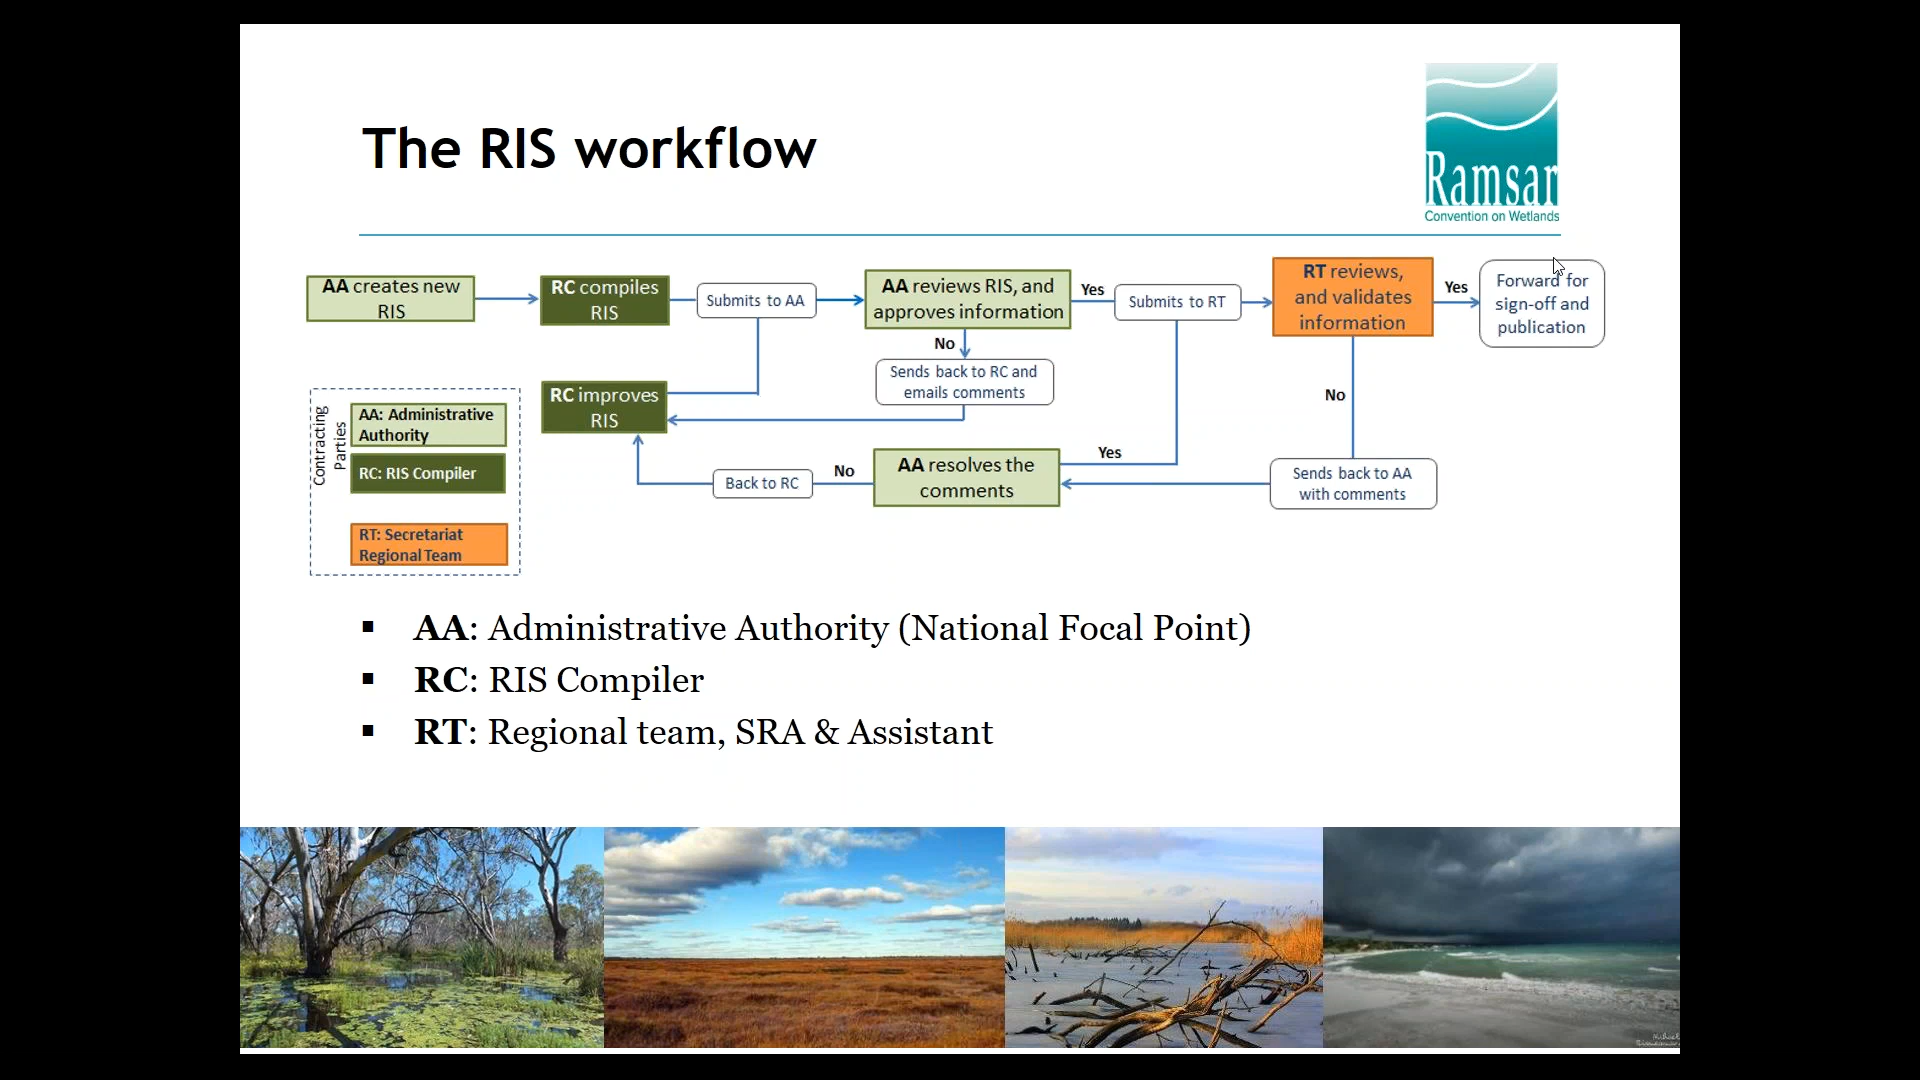 The RIS workflow
Ramsar
Convention on Wetlands
AA creates new
RIS
RC compiles
RIS
Submits to AA
AA reviews RIS, and
approves information
Yes
Submits to RT
RT reviews,
and validates
information
Yes
Forward for
sign-off and
publication
No
Sends back to RC and
emails comments
RC improves
RIS
No
Contracting
Parties
AA: Administrative
Authority
RC: RIS Compiler
RT: Secretariat
Regional Team
Back to RC
No
AA resolves the
comments
Yes
Sends back to AA
with comments
▪ AA: Administrative Authority (National Focal Point)
▪ RC: RIS Compiler
▪ RT: Regional team, SRA & Assistant